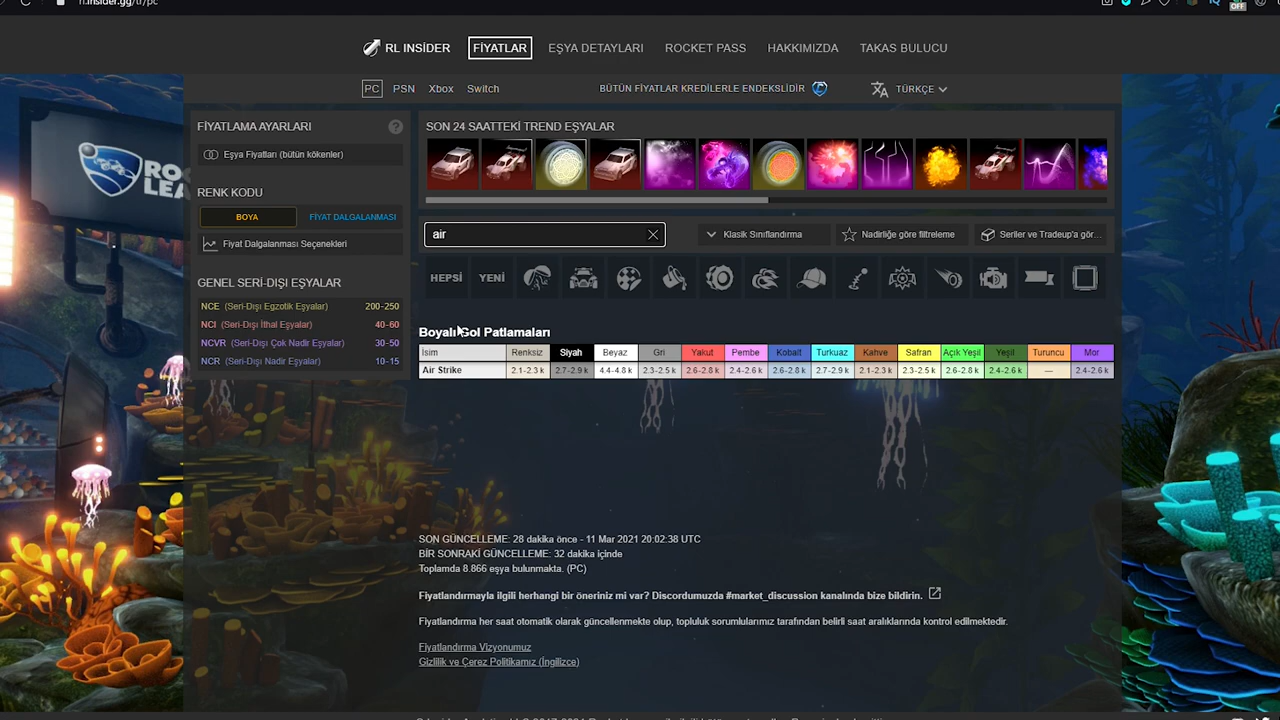 rl.insider.gg/tr/pc
OFF
RL INSİDER
FİYATLAR
EŞYA DETAYLARI
ROCKET PASS
HAKKIMIZDA
TAKAS BULUCU
PC
PSN
Xbox
Switch
BÜTÜN FİYATLAR KREDİLERLE ENDEKSLİDİR
TÜRKÇE
FİYATLAMA AYARLARI
?
Eşya Fiyatları (bütün kökenler)
RENK KODU
BOYA
FİYAT DALGALANMASI
Fiyat Dalgalanması Seçenekleri
GENEL SERİ-DIŞI EŞYALAR
NCE (Seri-Dışı Egzotik Eşyalar) 200-250
NCI (Seri-Dışı İthal Eşyalar) 40-60
NCVR (Seri-Dışı Çok Nadir Eşyalar) 30-50
NCR (Seri-Dışı Nadir Eşyalar) 10-15
SON 24 SAATTEKİ TREND EŞYALAR
air
Klasik Sınıflandırma
Nadirliğe göre filtreleme
Seriler ve Tradeup'a gör...
HEPSİ
YENİ
Boyalı Gol Patlamaları
İsim Renksiz Siyah Beyaz Gri Yakut Pembe Kobalt Turkuaz Kahve Safran Açık Yeşil Yeşil Turuncu Mor
Air Strike 2.1-2.3 k 2.7-2.9 k 4.4-4.8 k 2.3-2.5 k 2.6-2.8 k 2.4-2.6 k 2.6-2.8 k 2.7-2.9 k 2.1-2.3 k 2.3-2.5 k 2.6-2.8 k 2.4-2.6 k — 2.4-2.6 k
SON GÜNCELLEME: 28 dakika önce - 11 Mar 2021 20:02:38 UTC
BİR SONRAKİ GÜNCELLEME: 32 dakika içinde
Toplamda 8.866 eşya bulunmakta. (PC)
Fiyatlandırmayla ilgili herhangi bir öneriniz mi var? Discordumuzda #market_discussion kanalında bize bildirin.
Fiyatlandırma her saat otomatik olarak güncellenmekte olup, topluluk sorumlularımız tarafından belirli saat aralıklarında kontrol edilmektedir.
Fiyatlandırma Vizyonumuz
Gizlilik ve Çerez Politikamız (İngilizce)